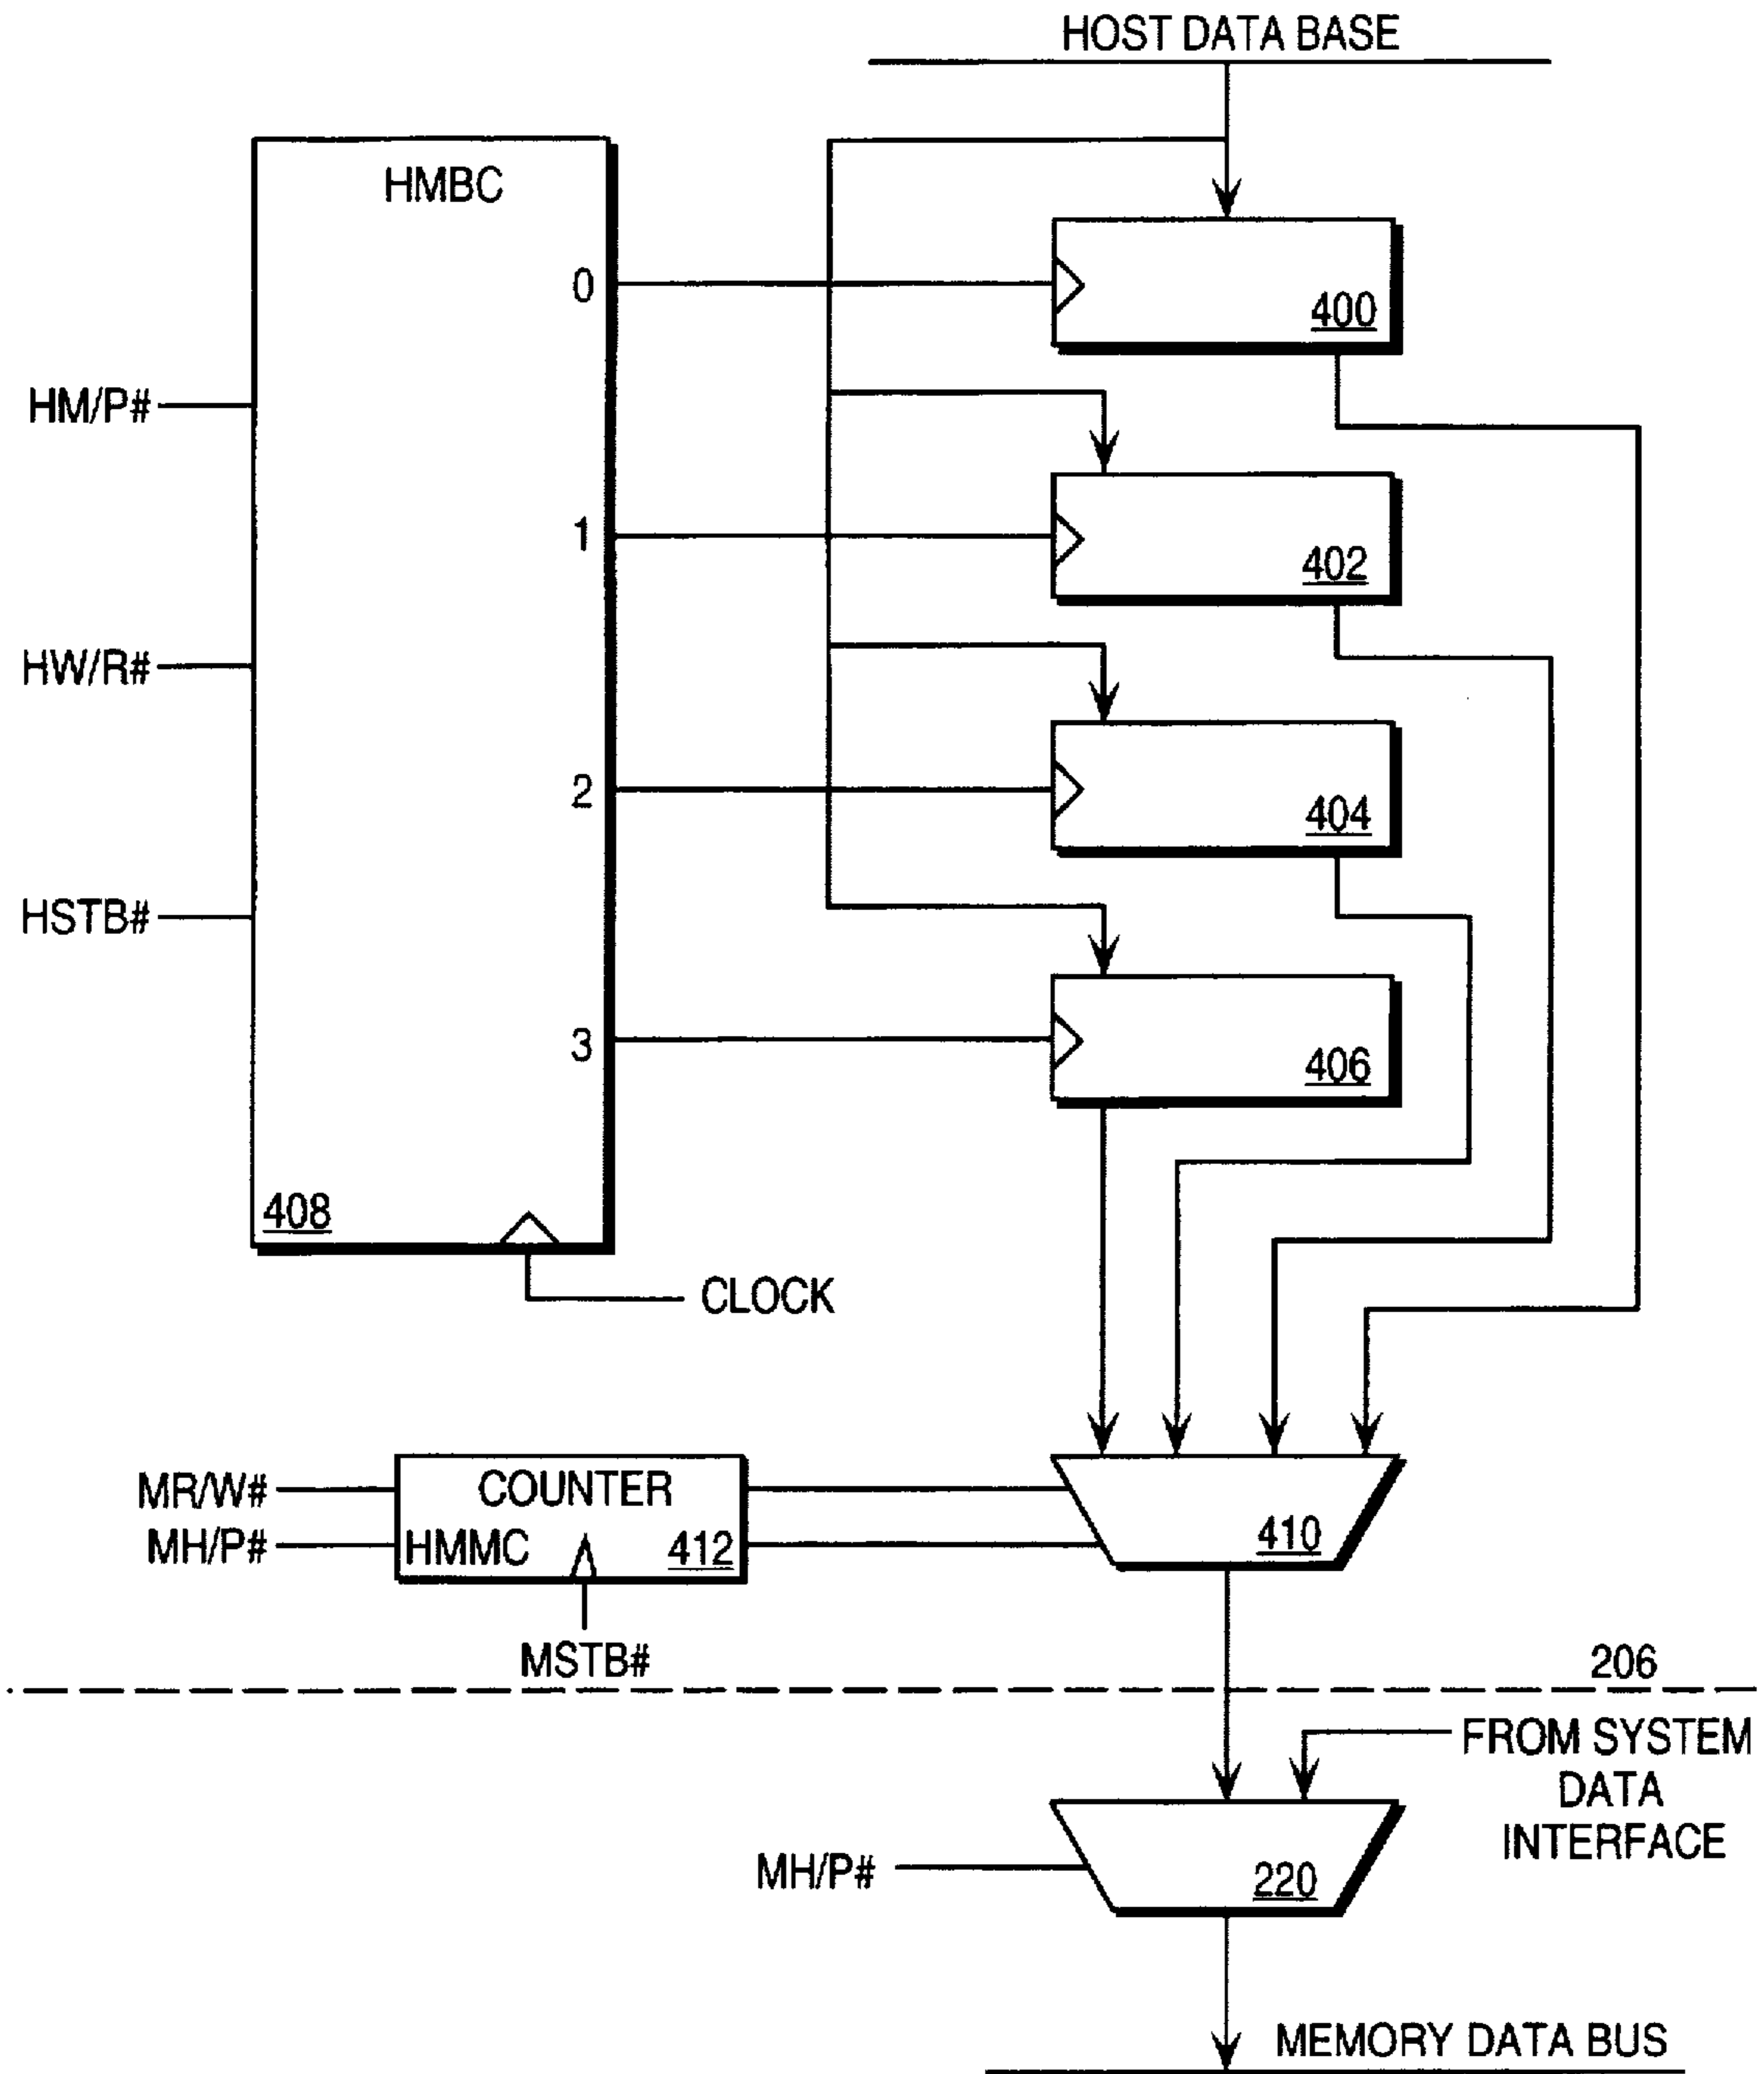 HOST DATA BASE
HMBC
0
400
HM/P#
1
402
HW/R#
2
404
HSTB#
3
406
408
CLOCK
MR/W#
COUNTER
MH/P#
HMMC
412
410
MSTB#
206
FROM SYSTEM
DATA
INTERFACE
MH/P#
220
MEMORY DATA BUS